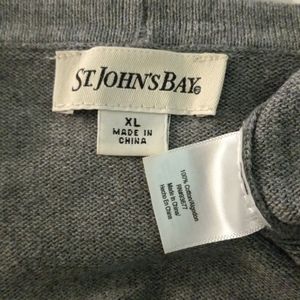 ST. JOHN'S BAY®
XL
MADE IN
CHINA
100% Cotton/Algodon
Made In China/
Hecho En China